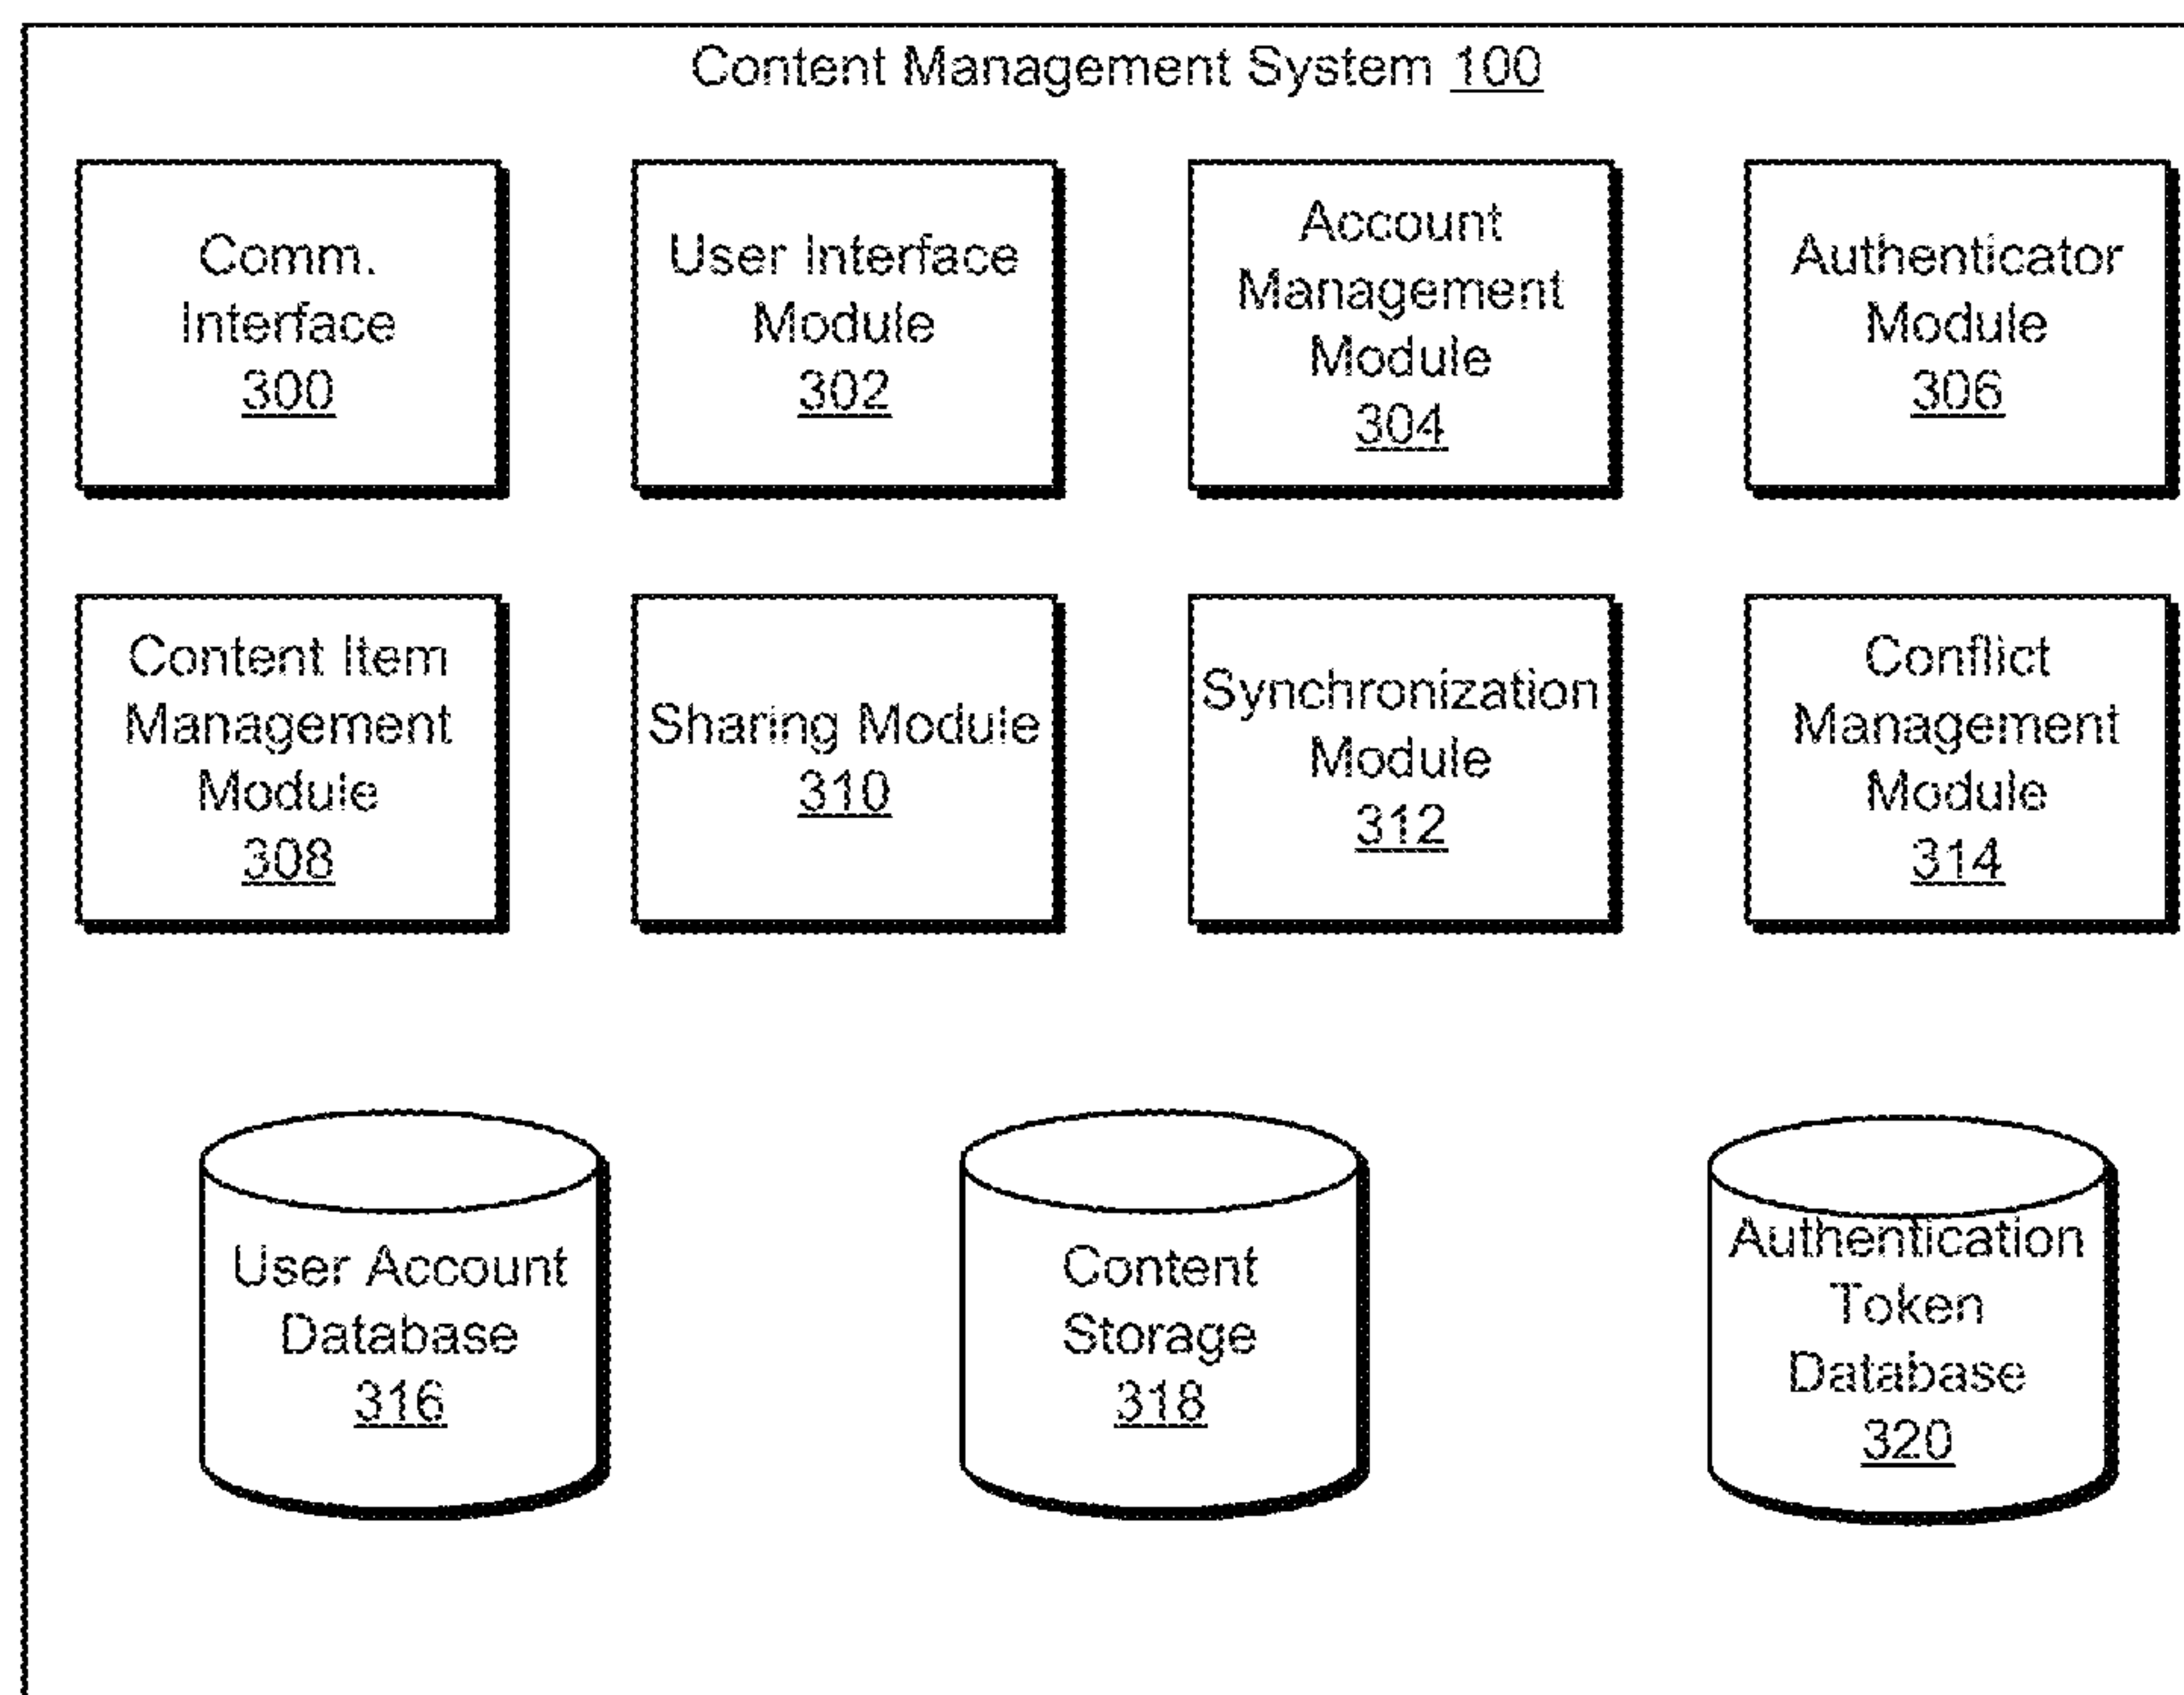 Content Management System 100
Comm.
Interface
300
User Interface
Module
302
Account
Management
Module
304
Authenticator
Module
306
Content Item
Management
Module
308
Sharing Module
310
Synchronization
Module
312
Conflict
Management
Module
314
User Account
Database
316
Content
Storage
318
Authentication
Token
Database
320